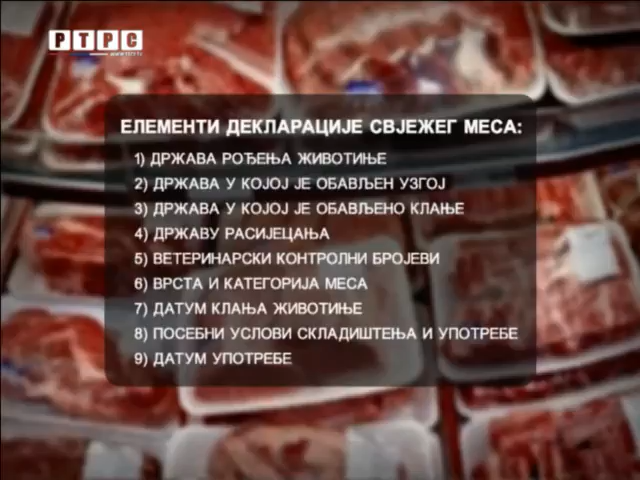 РТРС
ЕЛЕМЕНТИ ДЕКЛАРАЦИЈЕ СВЈЕЖЕГ МЕСА:
1) ДРЖАВА РОЂЕЊА ЖИВОТИЊЕ
2) ДРЖАВА У КОЈОЈ ЈЕ ОБАВЉЕН УЗГОЈ
3) ДРЖАВА У КОЈОЈ ЈЕ ОБАВЉЕНО КЛАЊЕ
4) ДРЖАВУ РАСИЈЕЦАЊА
5) ВЕТЕРИНАРСКИ КОНТРОЛНИ БРОЈЕВИ
6) ВРСТА И КАТЕГОРИЈА МЕСА
7) ДАТУМ КЛАЊА ЖИВОТИЊЕ
8) ПОСЕБНИ УСЛОВИ СКЛАДИШТЕЊА И УПОТРЕБЕ
9) ДАТУМ УПОТРЕБЕ